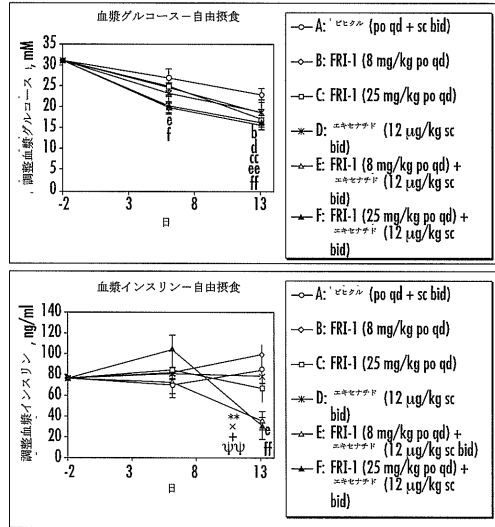 血漿グルコース－自由摂食
調整血漿グルコース, mM
35
30
25
20
15
10
5
0
-2
3
8
13
日
e
f
b
d
cc
ee
ff
A: ビヒクル (po qd + sc bid)
B: FRI-1 (8 mg/kg po qd)
C: FRI-1 (25 mg/kg po qd)
D: エキセナチド (12 μg/kg sc
bid)
E: FRI-1 (8 mg/kg po qd) +
エキセナチド (12 μg/kg sc
bid)
F: FRI-1 (25 mg/kg po qd) +
エキセナチド (12 μg/kg sc
bid)
血漿インスリン－自由摂食
調整血漿インスリン, ng/ml
140
120
100
80
60
40
20
0
-2
3
8
13
日
**
×
+
ψψ
e
ff
A: ビヒクル (po qd + sc bid)
B: FRI-1 (8 mg/kg po qd)
C: FRI-1 (25 mg/kg po qd)
D: エキセナチド (12 μg/kg sc
bid)
E: FRI-1 (8 mg/kg po qd) +
エキセナチド (12 μg/kg sc bid)
F: FRI-1 (25 mg/kg po qd) +
エキセナチド (12 μg/kg sc
bid)